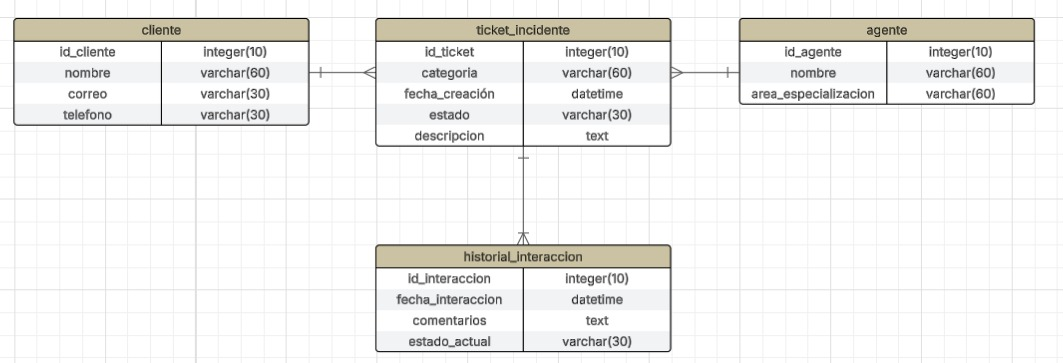 cliente
id_cliente integer(10)
nombre varchar(60)
correo varchar(30)
telefono varchar(30)
ticket_incidente
id_ticket integer(10)
categoria varchar(60)
fecha_creación datetime
estado varchar(30)
descripcion text
agente
id_agente integer(10)
nombre varchar(60)
area_especializacion varchar(60)
historial_interaccion
id_interaccion integer(10)
fecha_interaccion datetime
comentarios text
estado_actual varchar(30)